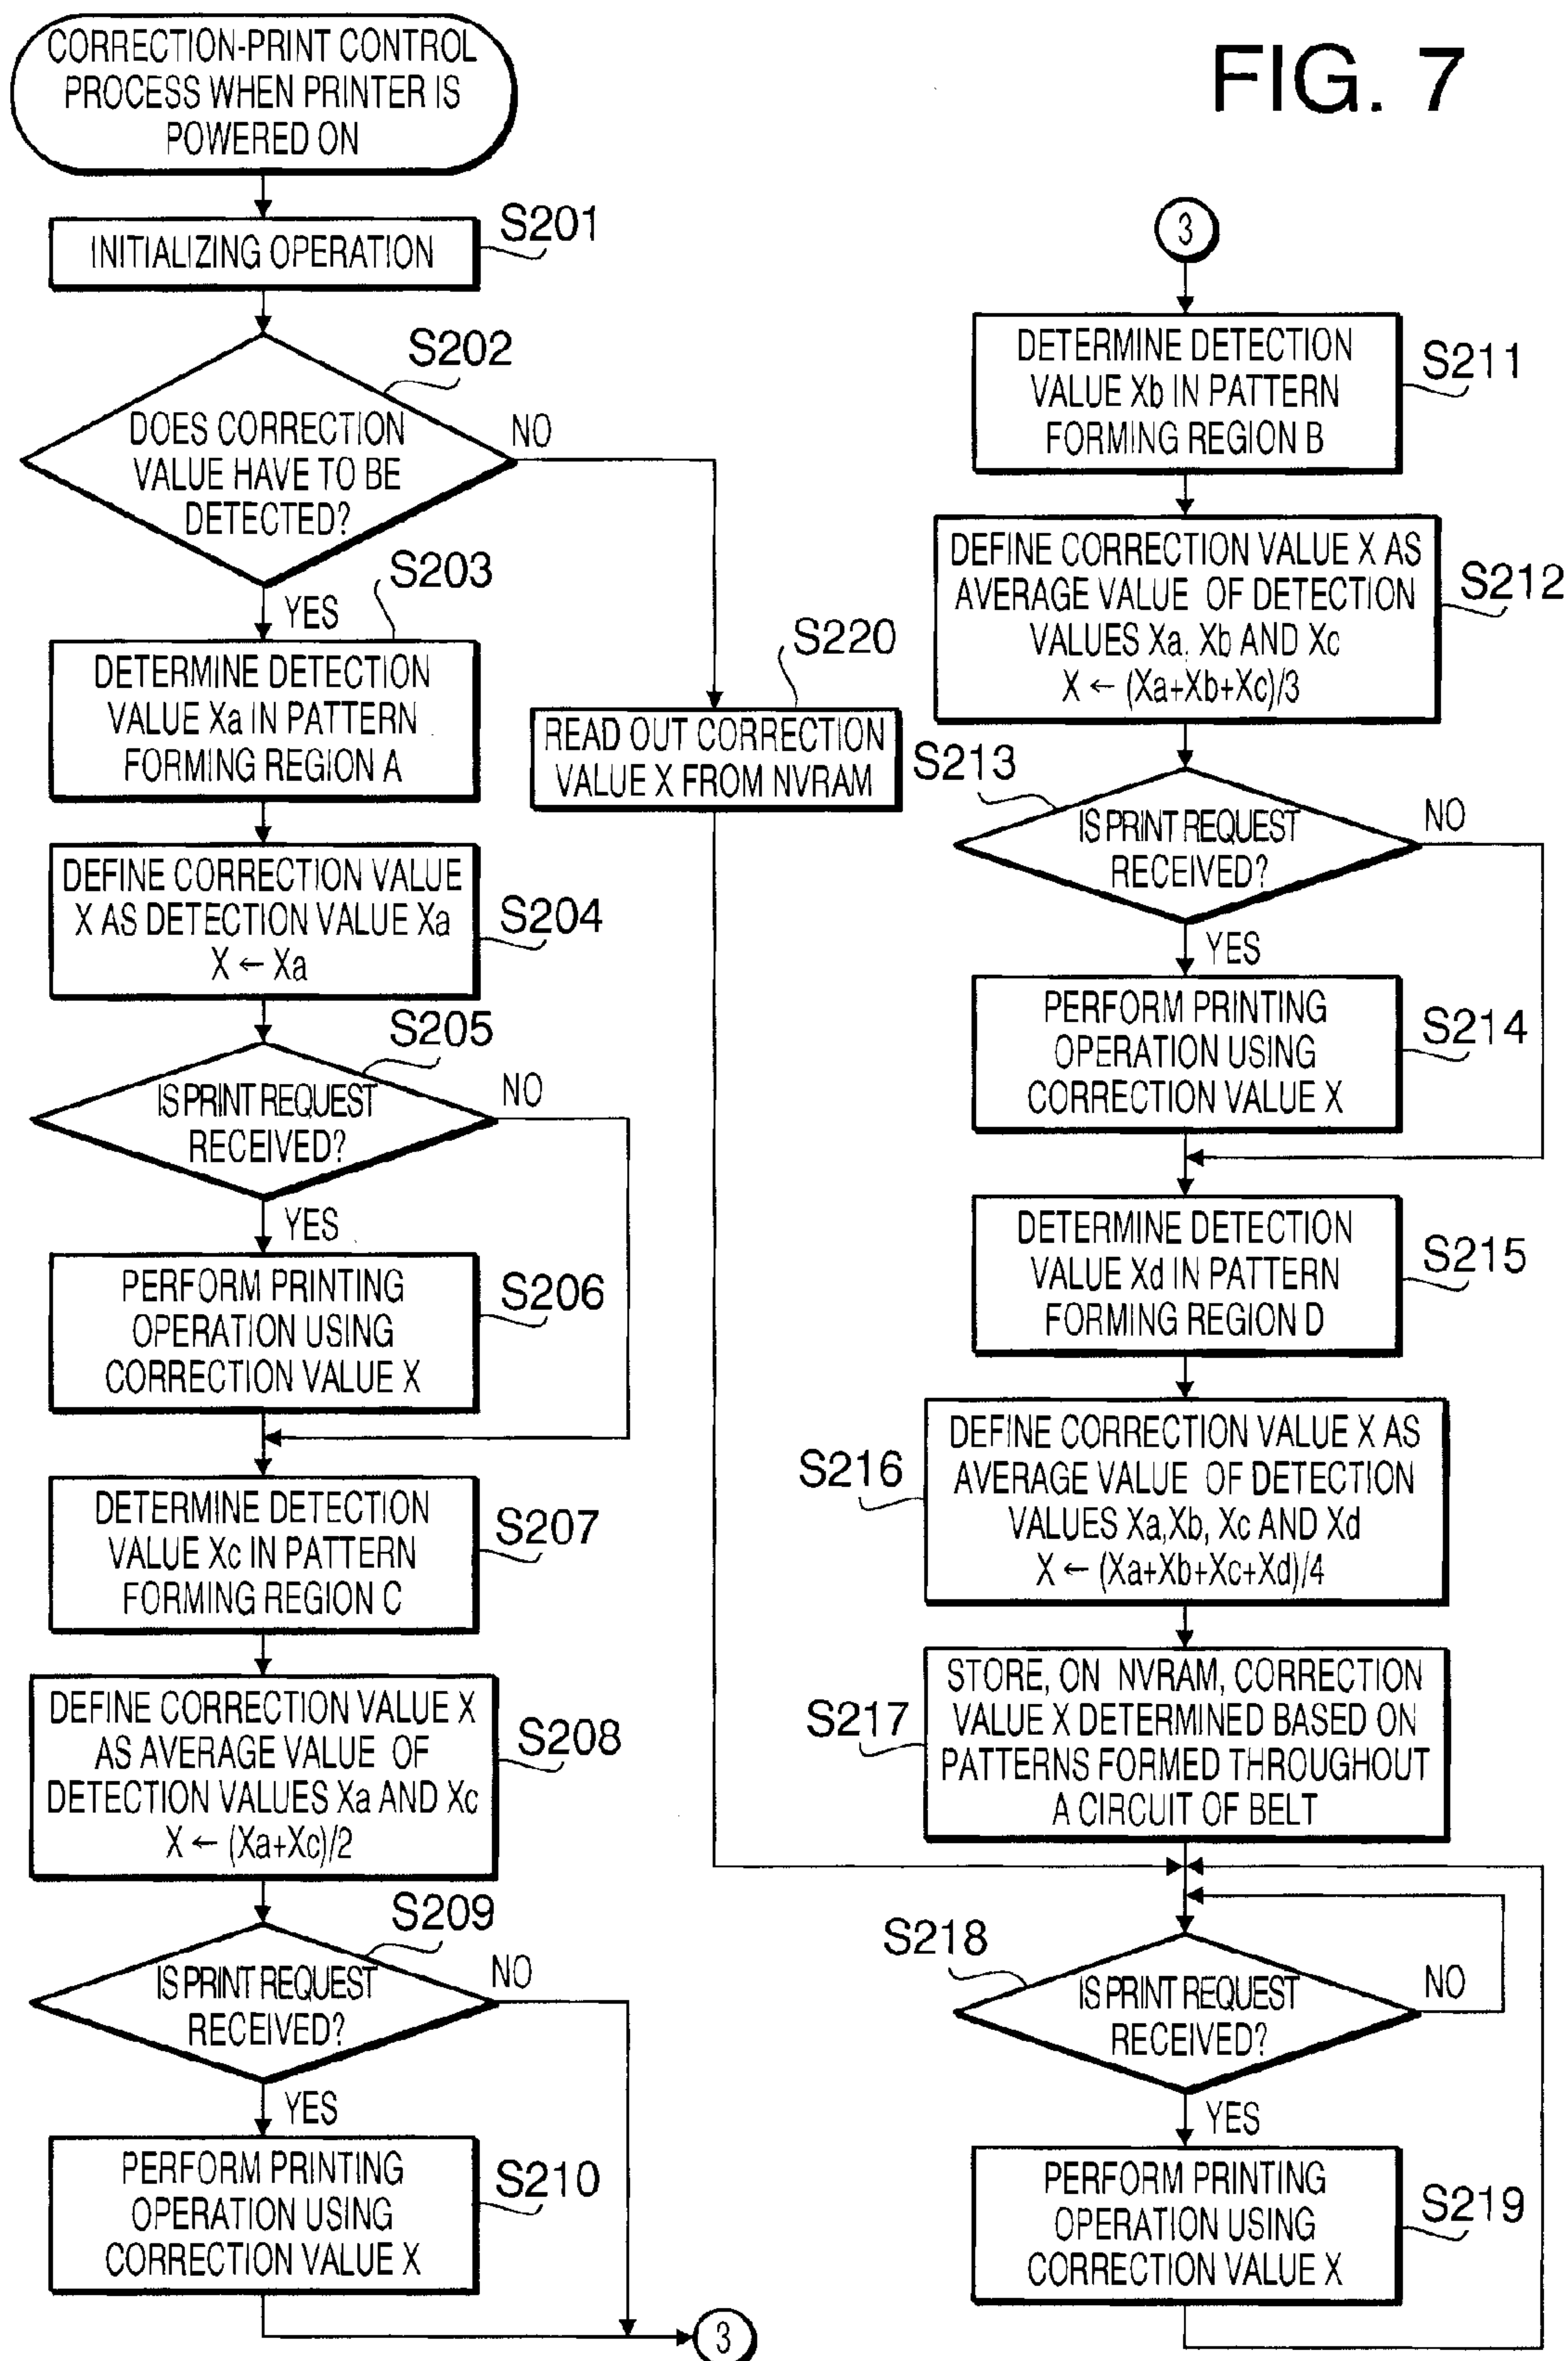 FIG. 7
CORRECTION-PRINT CONTROL
PROCESS WHEN PRINTER IS
POWERED ON
INITIALIZING OPERATION
S201
S202
DOES CORRECTION
VALUE HAVE TO BE
DETECTED?
NO
YES
S203
DETERMINE DETECTION
VALUE Xa IN PATTERN
FORMING REGION A
S220
READ OUT CORRECTION
VALUE X FROM NVRAM
DEFINE CORRECTION VALUE
X AS DETECTION VALUE Xa
X ← Xa
S204
S205
IS PRINT REQUEST
RECEIVED?
NO
YES
PERFORM PRINTING
OPERATION USING
CORRECTION VALUE X
S206
DETERMINE DETECTION
VALUE Xc IN PATTERN
FORMING REGION C
S207
DEFINE CORRECTION VALUE X
AS AVERAGE VALUE OF
DETECTION VALUES Xa AND Xc
X ← (Xa+Xc)/2
S208
S209
IS PRINT REQUEST
RECEIVED?
NO
YES
PERFORM PRINTING
OPERATION USING
CORRECTION VALUE X
S210
3
3
DETERMINE DETECTION
VALUE Xb IN PATTERN
FORMING REGION B
S211
DEFINE CORRECTION VALUE X AS
AVERAGE VALUE OF DETECTION
VALUES Xa, Xb AND Xc
X ← (Xa+Xb+Xc)/3
S212
S213
IS PRINT REQUEST
RECEIVED?
NO
YES
PERFORM PRINTING
OPERATION USING
CORRECTION VALUE X
S214
DETERMINE DETECTION
VALUE Xd IN PATTERN
FORMING REGION D
S215
DEFINE CORRECTION VALUE X AS
AVERAGE VALUE OF DETECTION
VALUES Xa,Xb, Xc AND Xd
X ← (Xa+Xb+Xc+Xd)/4
S216
STORE, ON NVRAM, CORRECTION
VALUE X DETERMINED BASED ON
PATTERNS FORMED THROUGHOUT
A CIRCUIT OF BELT
S217
S218
IS PRINT REQUEST
RECEIVED?
NO
YES
PERFORM PRINTING
OPERATION USING
CORRECTION VALUE X
S219